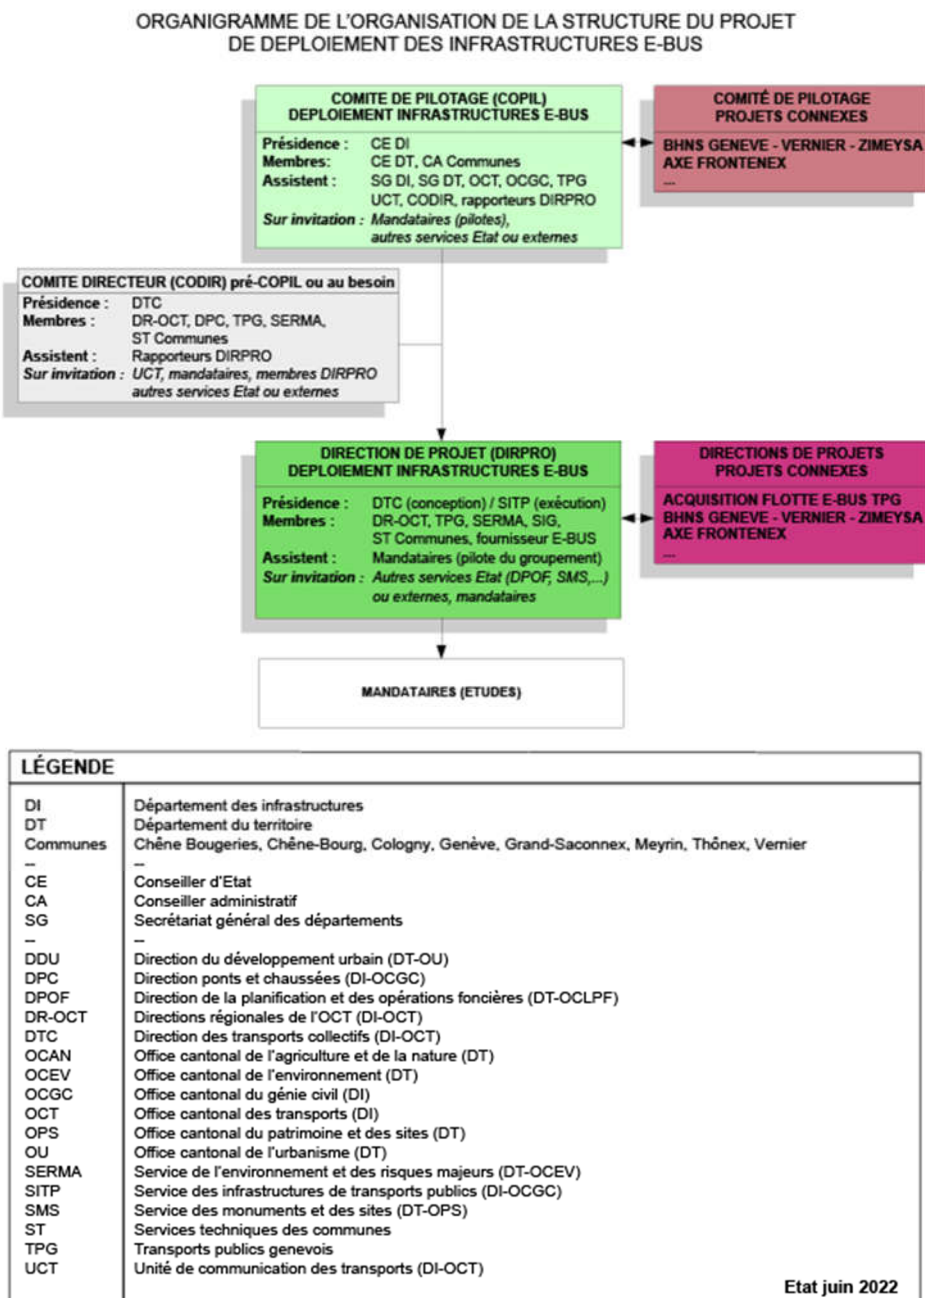 ORGANIGRAMME DE L'ORGANISATION DE LA STRUCTURE DU PROJET
DE DEPLOIEMENT DES INFRASTRUCTURES E-BUS
COMITE DE PILOTAGE (COPIL)
DEPLOIEMENT INFRASTRUCTURES E-BUS
Présidence : CE DI
Membres: CE DT, CA Communes
Assistent : SG DI, SG DT, OCT, OCGC, TPG
UCT, CODIR, rapporteurs DIRPRO
Sur invitation : Mandataires (pilotes),
autres services Etat ou externes
COMITÉ DE PILOTAGE
PROJETS CONNEXES
BHNS GENEVE - VERNIER - ZIMEYSA
AXE FRONTENEX
...
COMITE DIRECTEUR (CODIR) pré-COPIL ou au besoin
Présidence : DTC
Membres : DR-OCT, DPC, TPG, SERMA,
ST Communes
Assistent : Rapporteurs DIRPRO
Sur invitation : UCT, mandataires, membres DIRPRO
autres services Etat ou externes
DIRECTION DE PROJET (DIRPRO)
DEPLOIEMENT INFRASTRUCTURES E-BUS
Présidence : DTC (conception) / SITP (exécution)
Membres : DR-OCT, TPG, SERMA, SIG,
ST Communes, fournisseur E-BUS
Assistent : Mandataires (pilote du groupement)
Sur invitation : Autres services Etat (DPOF, SMS,...)
ou externes, mandataires
DIRECTIONS DE PROJETS
PROJETS CONNEXES
ACQUISITION FLOTTE E-BUS TPG
BHNS GENEVE - VERNIER - ZIMEYSA
AXE FRONTENEX
...
MANDATAIRES (ETUDES)
LÉGENDE
DI Département des infrastructures
DT Département du territoire
Communes Chêne Bougeries, Chêne-Bourg, Cologny, Genève, Grand-Saconnex, Meyrin, Thônex, Vernier
-- --
CE Conseiller d'Etat
CA Conseiller administratif
SG Secrétariat général des départements
-- --
DDU Direction du développement urbain (DT-OU)
DPC Direction ponts et chaussées (DI-OCGC)
DPOF Direction de la planification et des opérations foncières (DT-OCLPF)
DR-OCT Directions régionales de l'OCT (DI-OCT)
DTC Direction des transports collectifs (DI-OCT)
OCAN Office cantonal de l'agriculture et de la nature (DT)
OCEV Office cantonal de l'environnement (DT)
OCGC Office cantonal du génie civil (DI)
OCT Office cantonal des transports (DI)
OPS Office cantonal du patrimoine et des sites (DT)
OU Office cantonal de l'urbanisme (DT)
SERMA Service de l'environnement et des risques majeurs (DT-OCEV)
SITP Service des infrastructures de transports publics (DI-OCGC)
SMS Service des monuments et des sites (DT-OPS)
ST Services techniques des communes
TPG Transports publics genevois
UCT Unité de communication des transports (DI-OCT)
Etat juin 2022